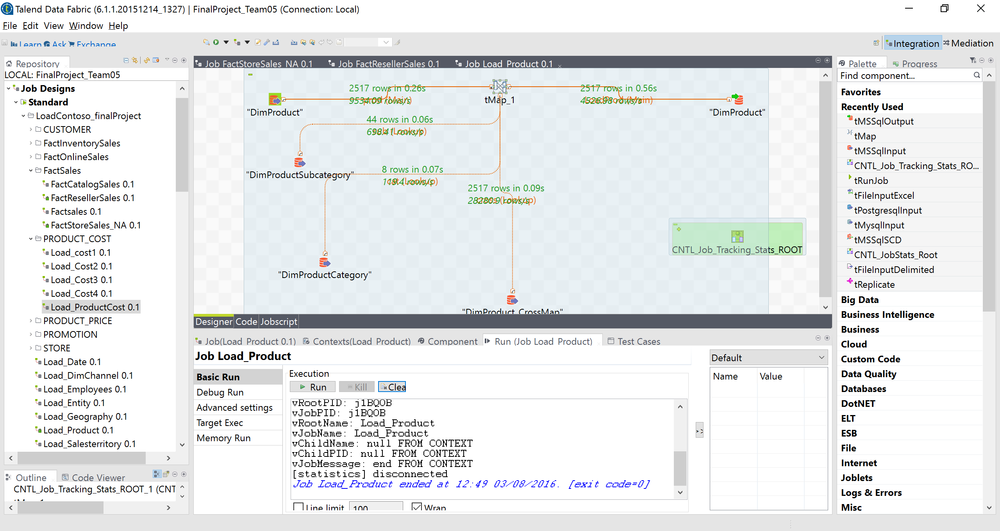 Talend Data Fabric (6.1.1.20151214_1327) | FinalProject_Team05 (Connection: Local)
File Edit View Window Help
Learn Ask Exchange
Integration Mediation
Repository
LOCAL: FinalProject_Team05
Job Designs
Standard
LoadContoso_finalProject
CUSTOMER
FactInventorySales
FactOnlineSales
FactSales
FactCatalogSales 0.1
FactResellerSales 0.1
Factsales 0.1
FactStoreSales_NA 0.1
PRODUCT_COST
Load_cost1 0.1
Load_Cost2 0.1
Load_Cost3 0.1
Load_Cost4 0.1
Load_ProductCost 0.1
PRODUCT_PRICE
PROMOTION
STORE
Load_Date 0.1
Load_DimChannel 0.1
Load_Employees 0.1
Load_Entity 0.1
Load_Geography 0.1
Load_Product 0.1
Load_Salesterritory 0.1
Outline Code Viewer
CNTL_Job_Tracking_Stats_ROOT_1 (CNT
Job FactStoreSales_NA 0.1 Job FactResellerSales 0.1 Job Load_Product 0.1
2517 rows in 0.26s
9534.09 rows/s
prod (Main)
tMap_1
2517 rows in 0.56s
4526.98 rows/s
LoadProd (Main)
"DimProduct"
"DimProduct"
44 rows in 0.06s
698.41 rows/s
sub (Lookup)
"DimProductSubcategory"
8 rows in 0.07s
119.4 rows/s
cat (Lookup)
2517 rows in 0.09s
28280.9 rows/s
cross (Lookup)
CNTL_Job_Tracking_Stats_ROOT
"DimProductCategory"
"DimProduct_CrossMap"
Designer Code Jobscript
Job(Load_Product 0.1) Contexts(Load_Product) Component Run (Job Load_Product) Test Cases
Job Load_Product
Basic Run
Debug Run
Advanced settings
Target Exec
Memory Run
Execution
Run Kill Clea
vRootPID: j1BQOB
vJobPID: j1BQOB
vRootName: Load_Product
vJobName: Load_Product
vChildName: null FROM CONTEXT
vChildPID: null FROM CONTEXT
vJobMessage: end FROM CONTEXT
[statistics] disconnected
Job Load_Product ended at 12:49 03/08/2016. [exit code=0]
Line limit 100 Wrap
Default
Name Value
Palette Progress
Find component...
Favorites
Recently Used
tMSSqlOutput
tMap
tMSSqlInput
CNTL_Job_Tracking_Stats_RO...
tRunJob
tFileInputExcel
tPostgresqlInput
tMysqlInput
tMSSqlSCD
CNTL_JobStats_Root
tFileInputDelimited
tReplicate
Big Data
Business Intelligence
Business
Cloud
Custom Code
Data Quality
Databases
DotNET
ELT
ESB
File
Internet
Joblets
Logs & Errors
Misc